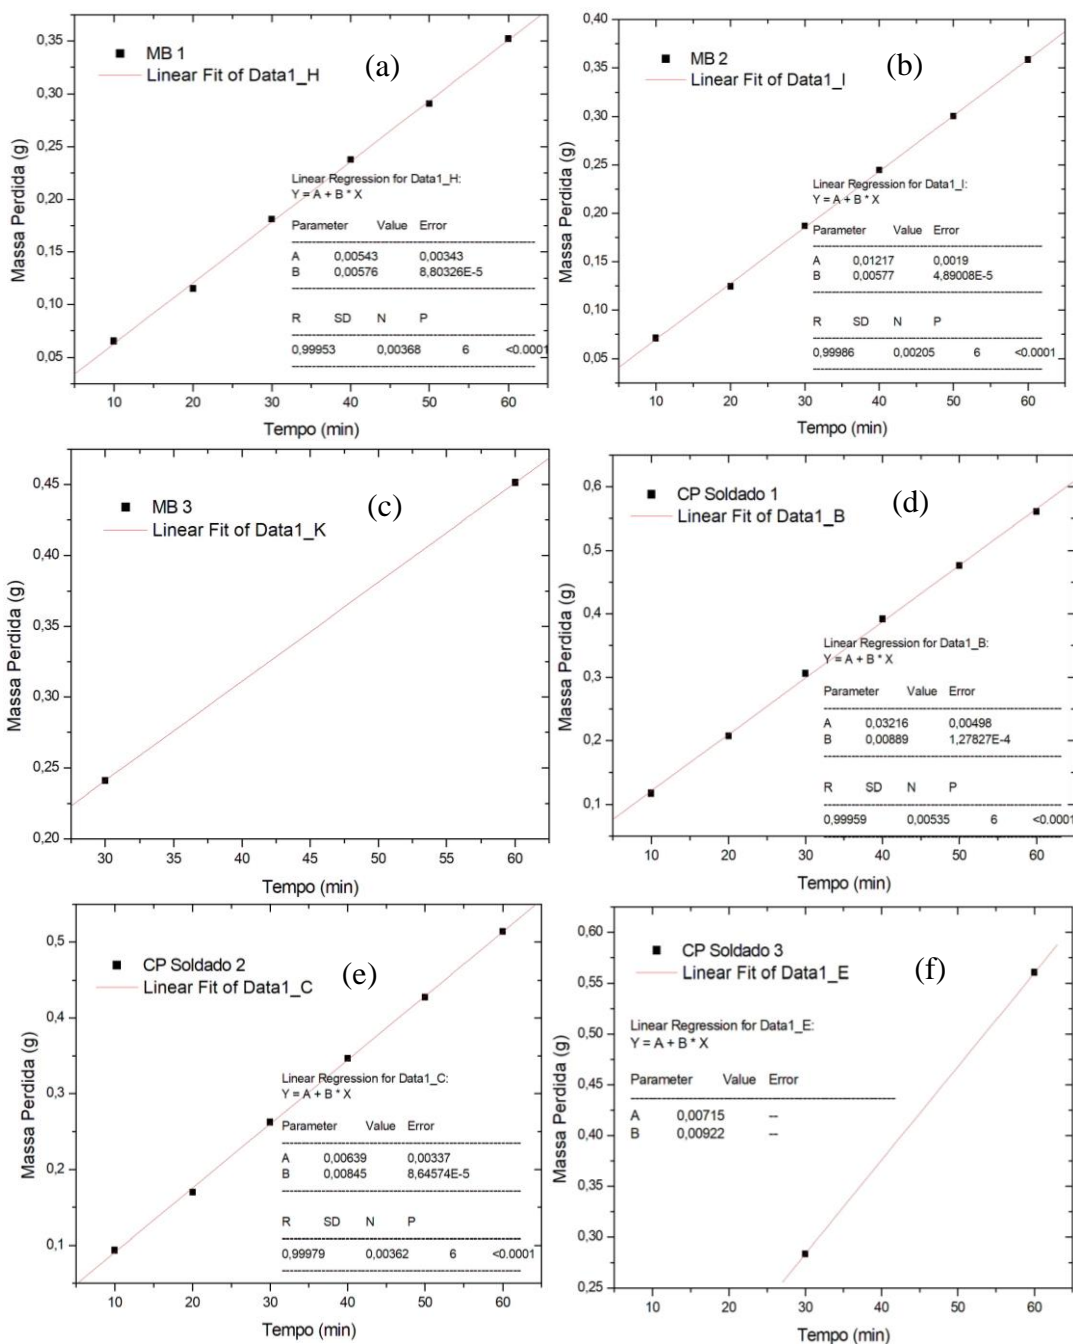 MB 1
Linear Fit of Data1_H
(a)
Linear Regression for Data1_H:
Y = A + B * X
Parameter Value Error
A 0,00543 0,00343
B 0,00576 8,80326E-5
R SD N P
0,99953 0,00368 6 <0.0001
Massa Perdida (g)
0,35
0,30
0,25
0,20
0,15
0,10
0,05
10 20 30 40 50 60
Tempo (min)
MB 2
Linear Fit of Data1_I
(b)
Linear Regression for Data1_I:
Y = A + B * X
Parameter Value Error
A 0,01217 0,0019
B 0,00577 4,89008E-5
R SD N P
0,99986 0,00205 6 <0.0001
Massa Perdida (g)
0,40
0,35
0,30
0,25
0,20
0,15
0,10
0,05
10 20 30 40 50 60
Tempo (min)
MB 3
Linear Fit of Data1_K
(c)
Massa Perdida (g)
0,45
0,40
0,35
0,30
0,25
0,20
30 35 40 45 50 55 60
Tempo (min)
CP Soldado 1
Linear Fit of Data1_B
(d)
Linear Regression for Data1_B:
Y = A + B * X
Parameter Value Error
A 0,03216 0,00498
B 0,00889 1,27827E-4
R SD N P
0,99959 0,00535 6 <0.0001
Massa Perdida (g)
0,6
0,5
0,4
0,3
0,2
0,1
10 20 30 40 50 60
Tempo (min)
CP Soldado 2
Linear Fit of Data1_C
(e)
Linear Regression for Data1_C:
Y = A + B * X
Parameter Value Error
A 0,00639 0,00337
B 0,00845 8,64574E-5
R SD N P
0,99979 0,00362 6 <0.0001
Massa Perdida (g)
0,5
0,4
0,3
0,2
0,1
10 20 30 40 50 60
Tempo (min)
CP Soldado 3
Linear Fit of Data1_E
(f)
Linear Regression for Data1_E:
Y = A + B * X
Parameter Value Error
A 0,00715 --
B 0,00922 --
Massa Perdida (g)
0,60
0,55
0,50
0,45
0,40
0,35
0,30
0,25
10 20 30 40 50 60
Tempo (min)